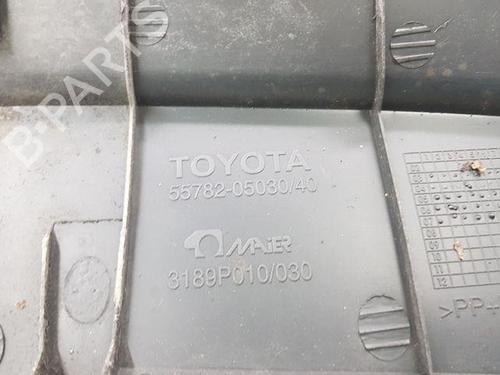 B-PARTS
TOYOTA
55782-05030/40
MAIER
3189P010/030
>PP+